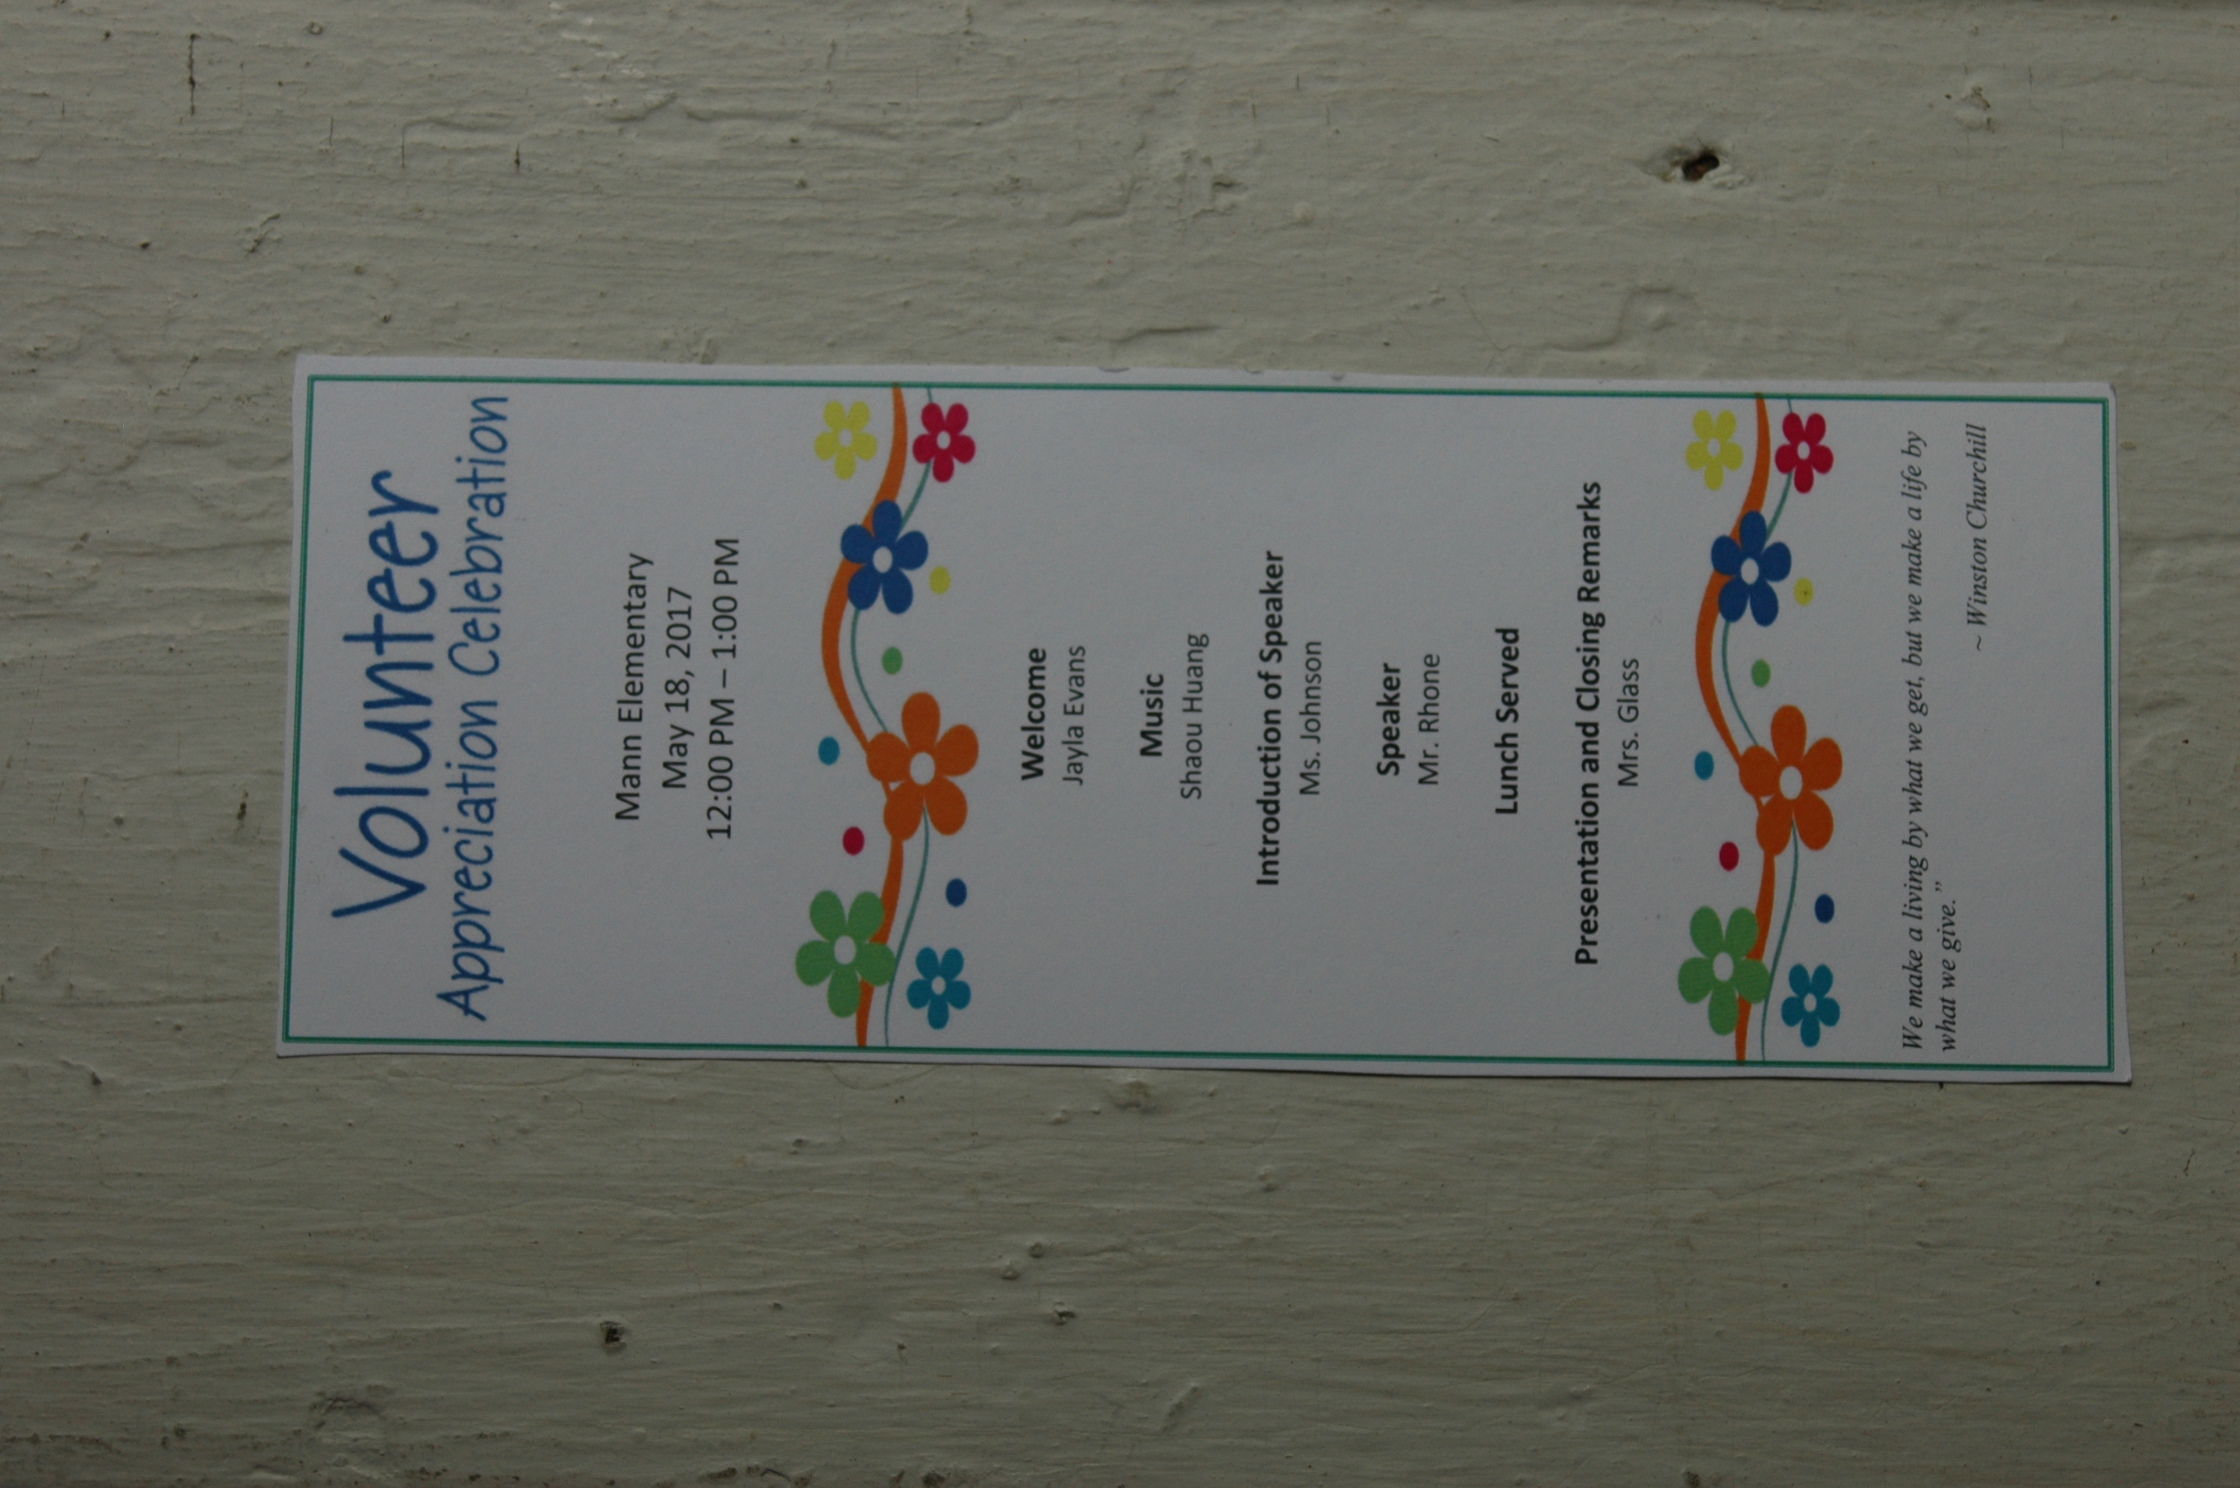 Volunteer
Appreciation Celebration
Mann Elementary
May 18, 2017
12:00 PM – 1:00 PM
Welcome
Jayla Evans
Music
Shaou Huang
Introduction of Speaker
Ms. Johnson
Speaker
Mr. Rhone
Lunch Served
Presentation and Closing Remarks
Mrs. Glass
We make a living by what we get, but we make a life by
what we give.”
~ Winston Churchill